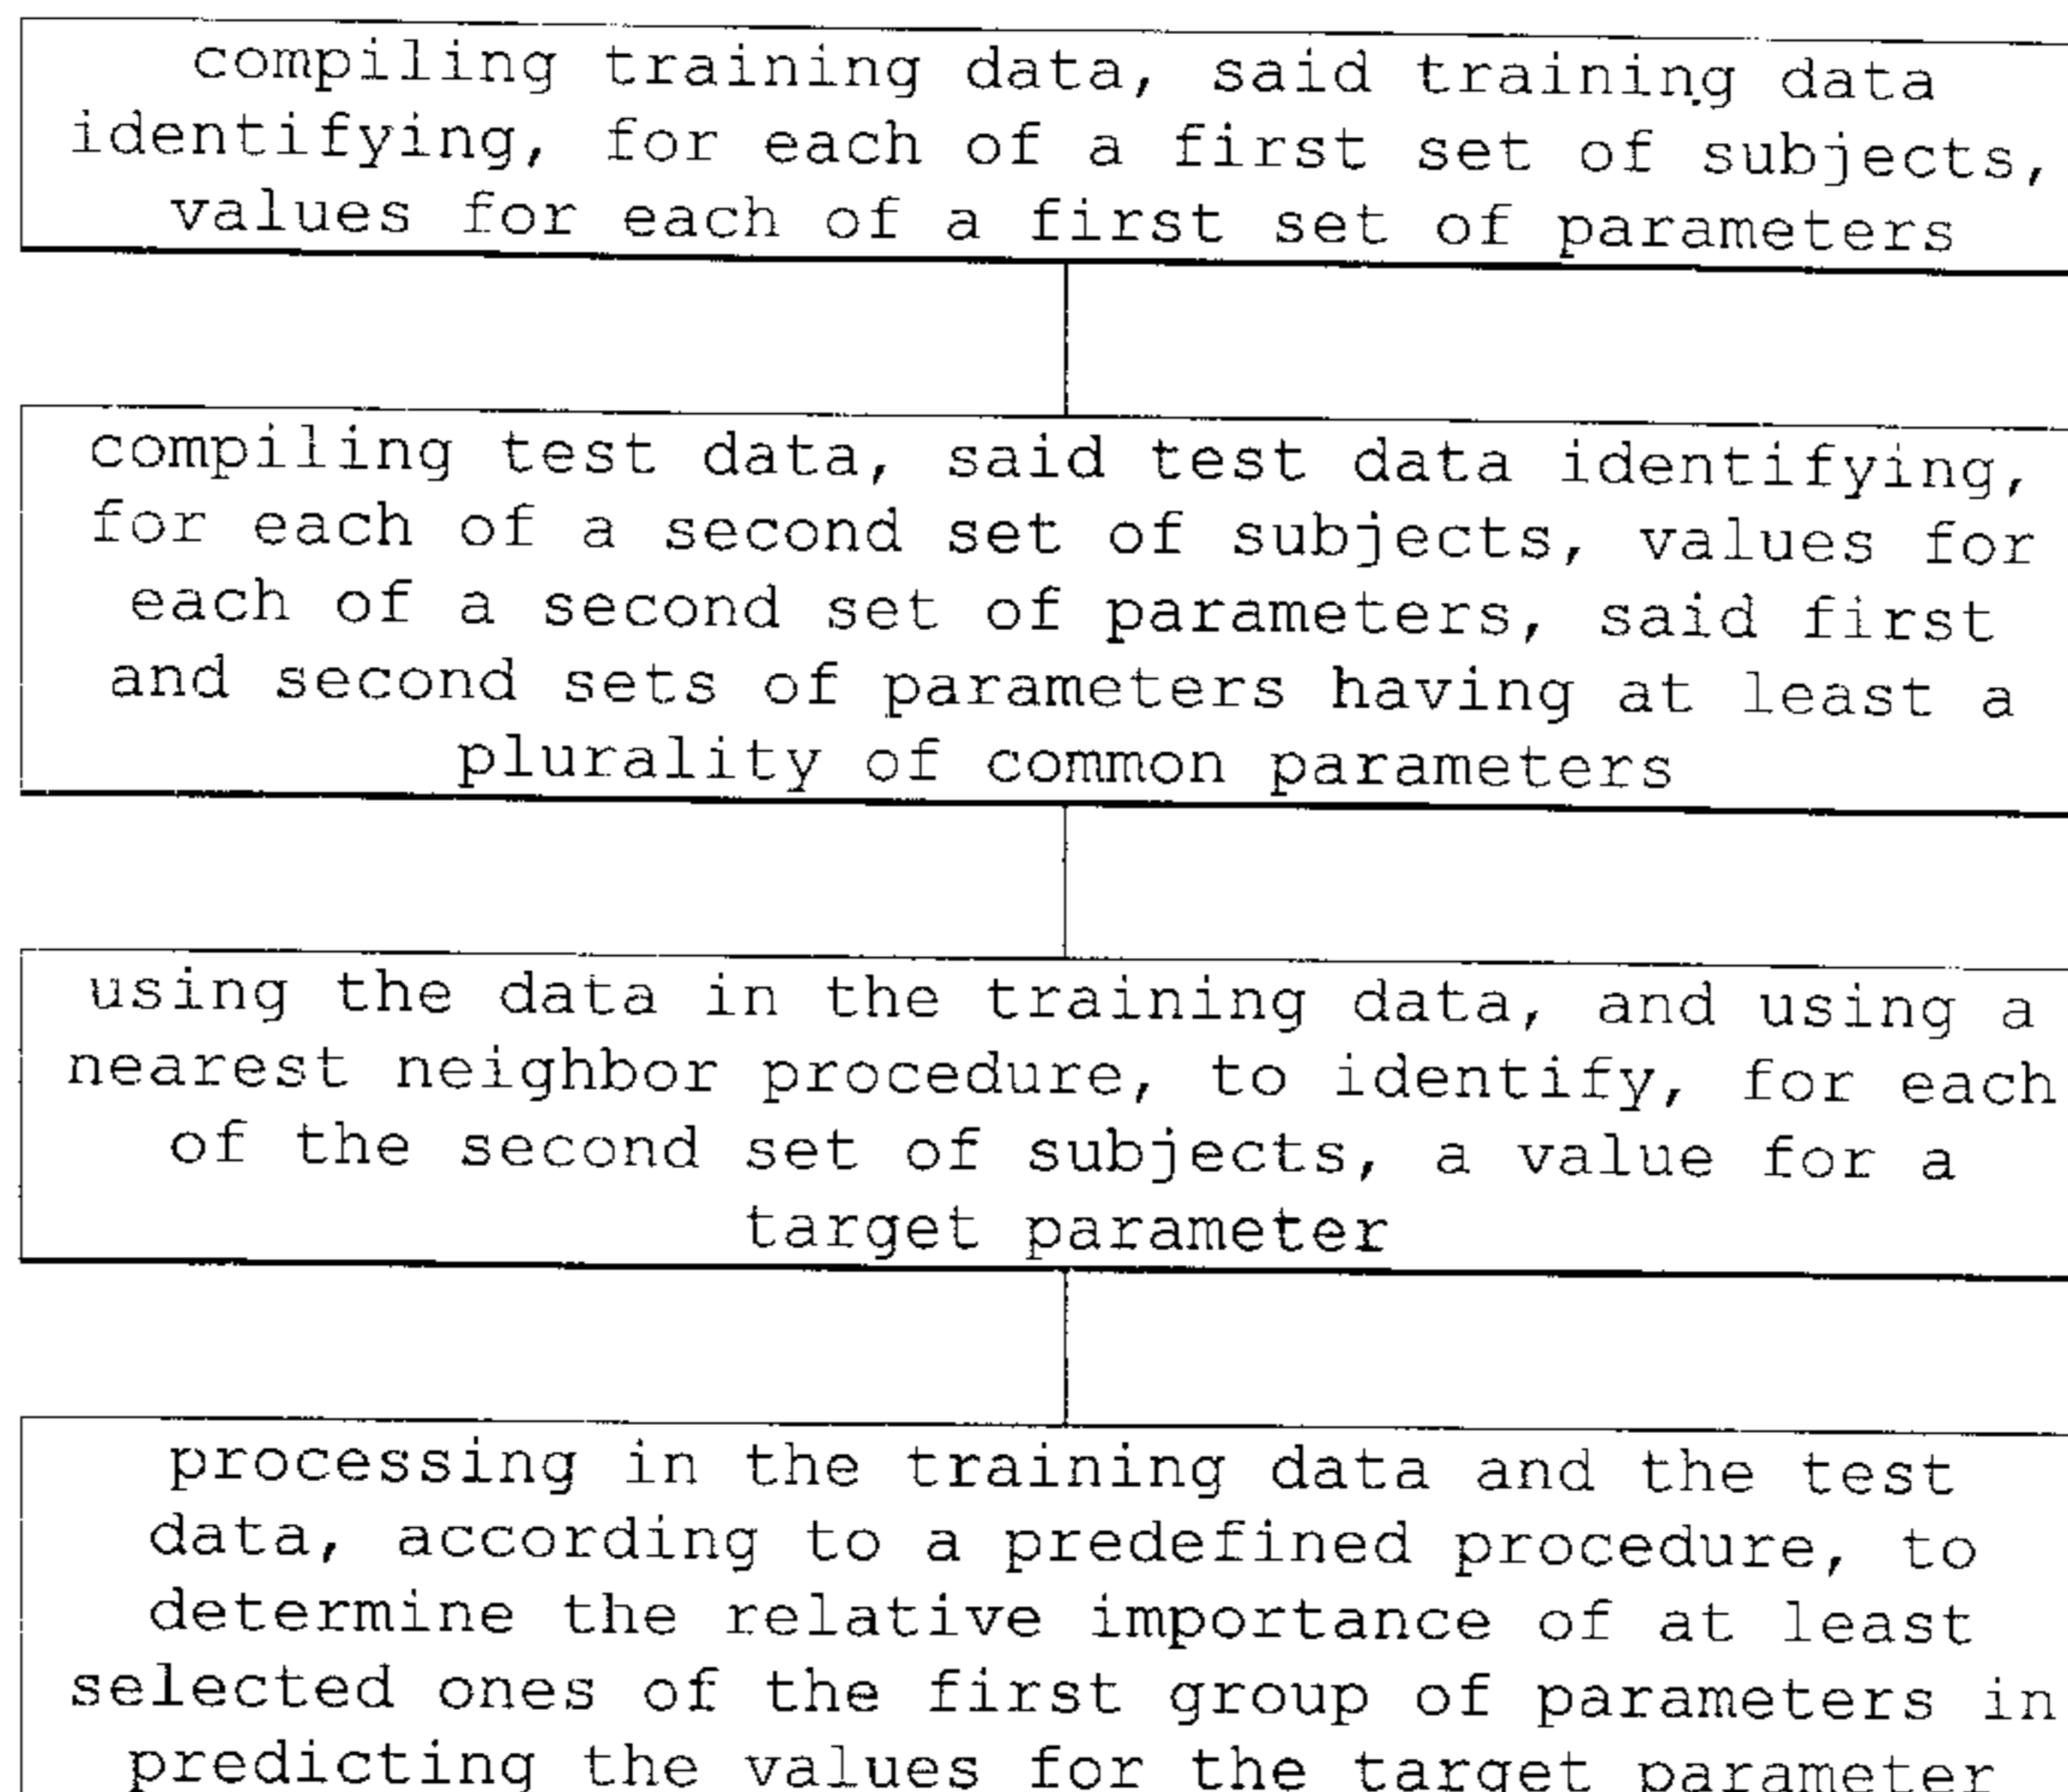 compiling training data, said training data
identifying, for each of a first set of subjects,
values for each of a first set of parameters
compiling test data, said test data identifying,
for each of a second set of subjects, values for
each of a second set of parameters, said first
and second sets of parameters having at least a
plurality of common parameters
using the data in the training data, and using a
nearest neighbor procedure, to identify, for each
of the second set of subjects, a value for a
target parameter
processing in the training data and the test
data, according to a predefined procedure, to
determine the relative importance of at least
selected ones of the first group of parameters in
predicting the values for the target parameter